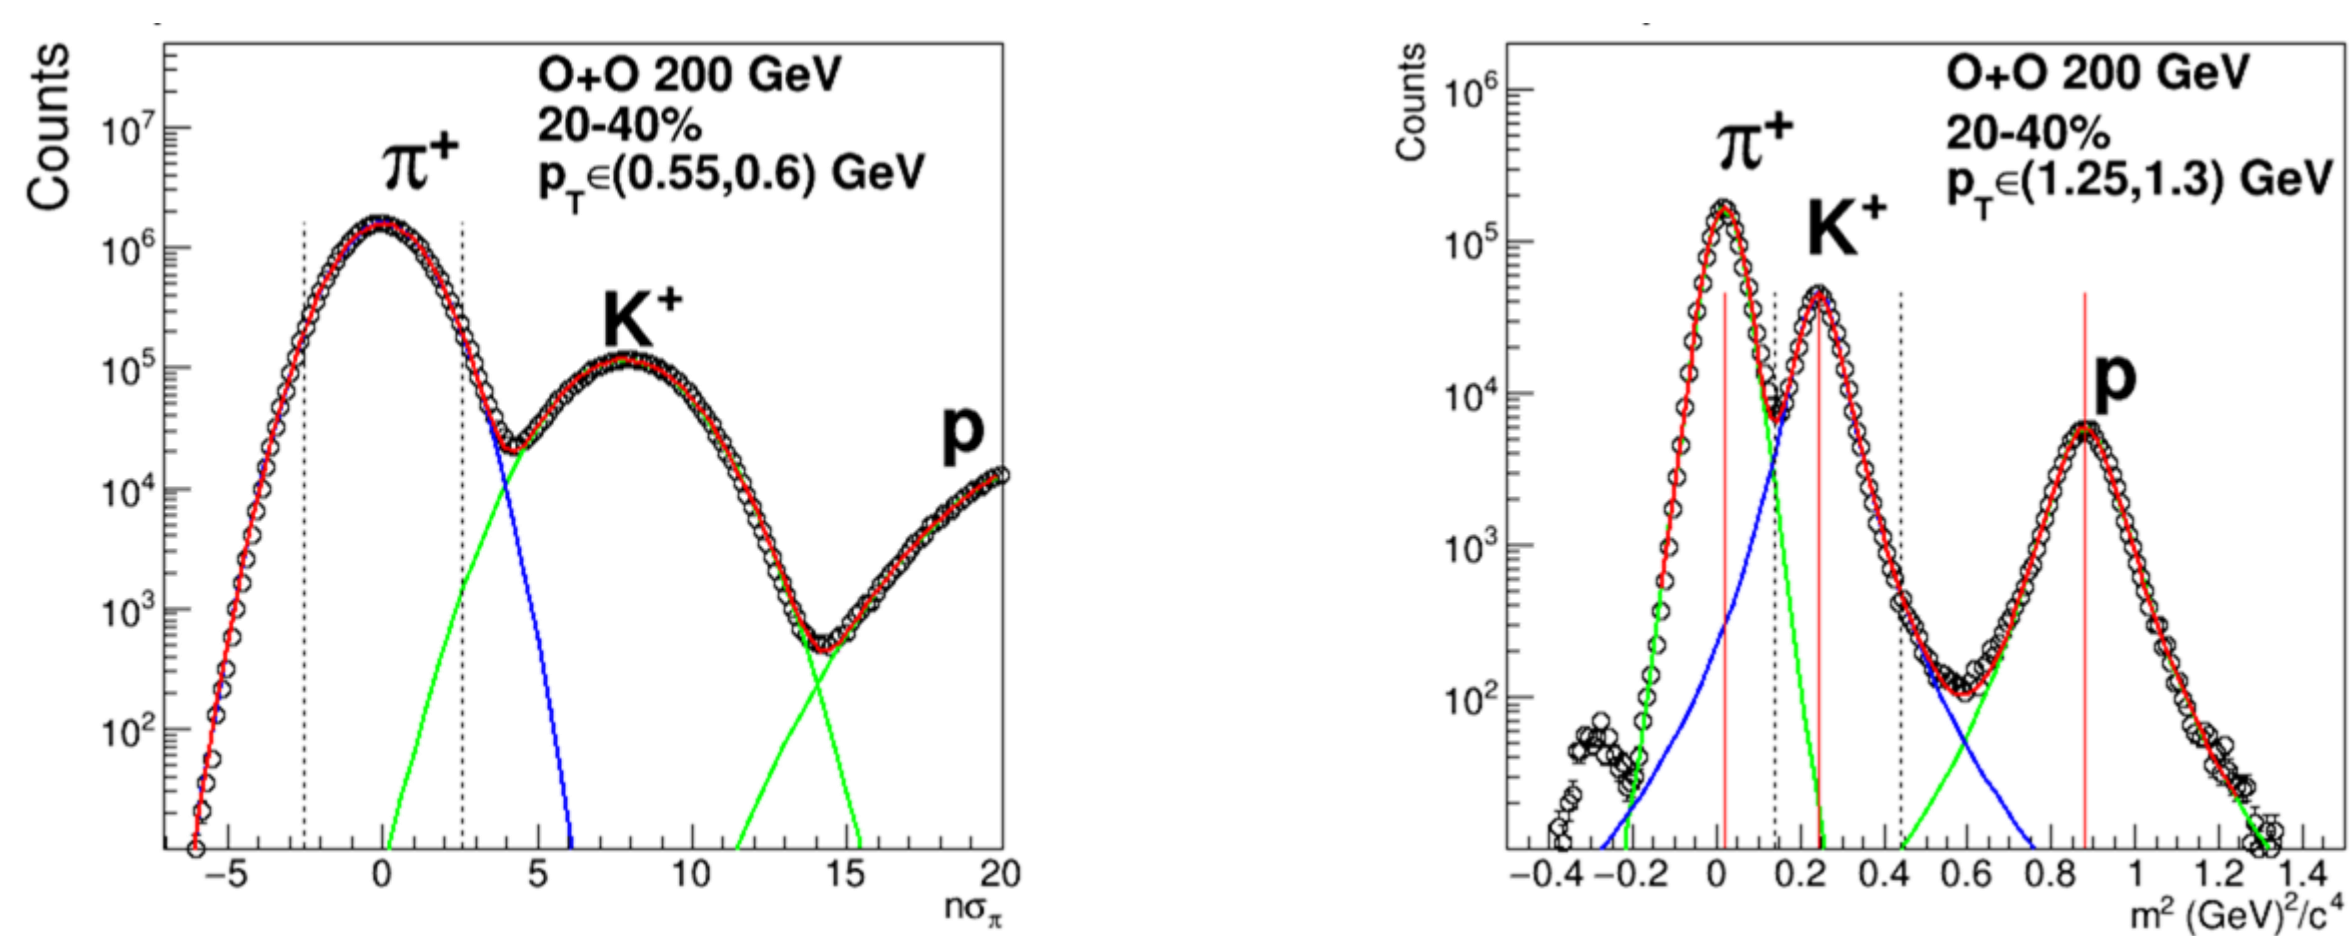 Counts
O+O 200 GeV
20-40%
p_T∈(0.55,0.6) GeV
π⁺
K⁺
p
10⁷
10⁶
10⁵
10⁴
10³
10²
−5 0 5 10 15 20
nσ_π
Counts
O+O 200 GeV
20-40%
p_T∈(1.25,1.3) GeV
π⁺
K⁺
p
10⁶
10⁵
10⁴
10³
10²
−0.4 −0.2 0 0.2 0.4 0.6 0.8 1 1.2 1.4
m² (GeV)²/c⁴